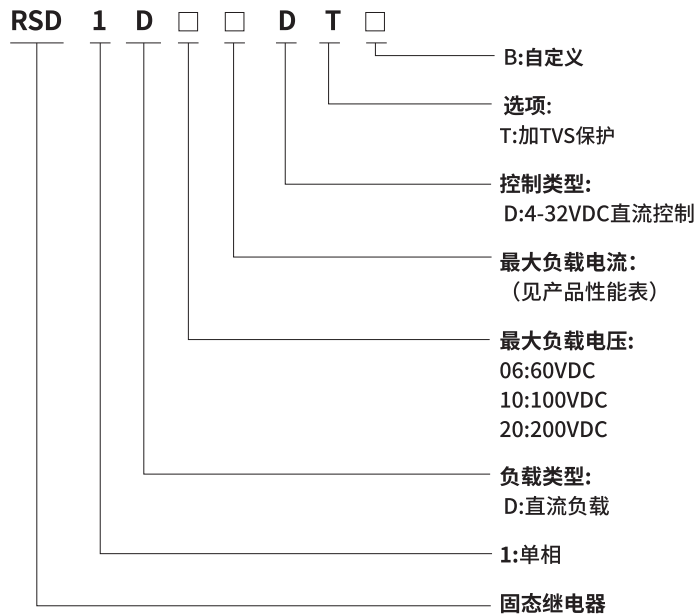 RSD 1 D □ □ D T □
B:自定义
选项:
T:加TVS保护
控制类型:
D:4-32VDC直流控制
最大负载电流:
（见产品性能表）
最大负载电压:
06:60VDC
10:100VDC
20:200VDC
负载类型:
D:直流负载
1:单相
固态继电器